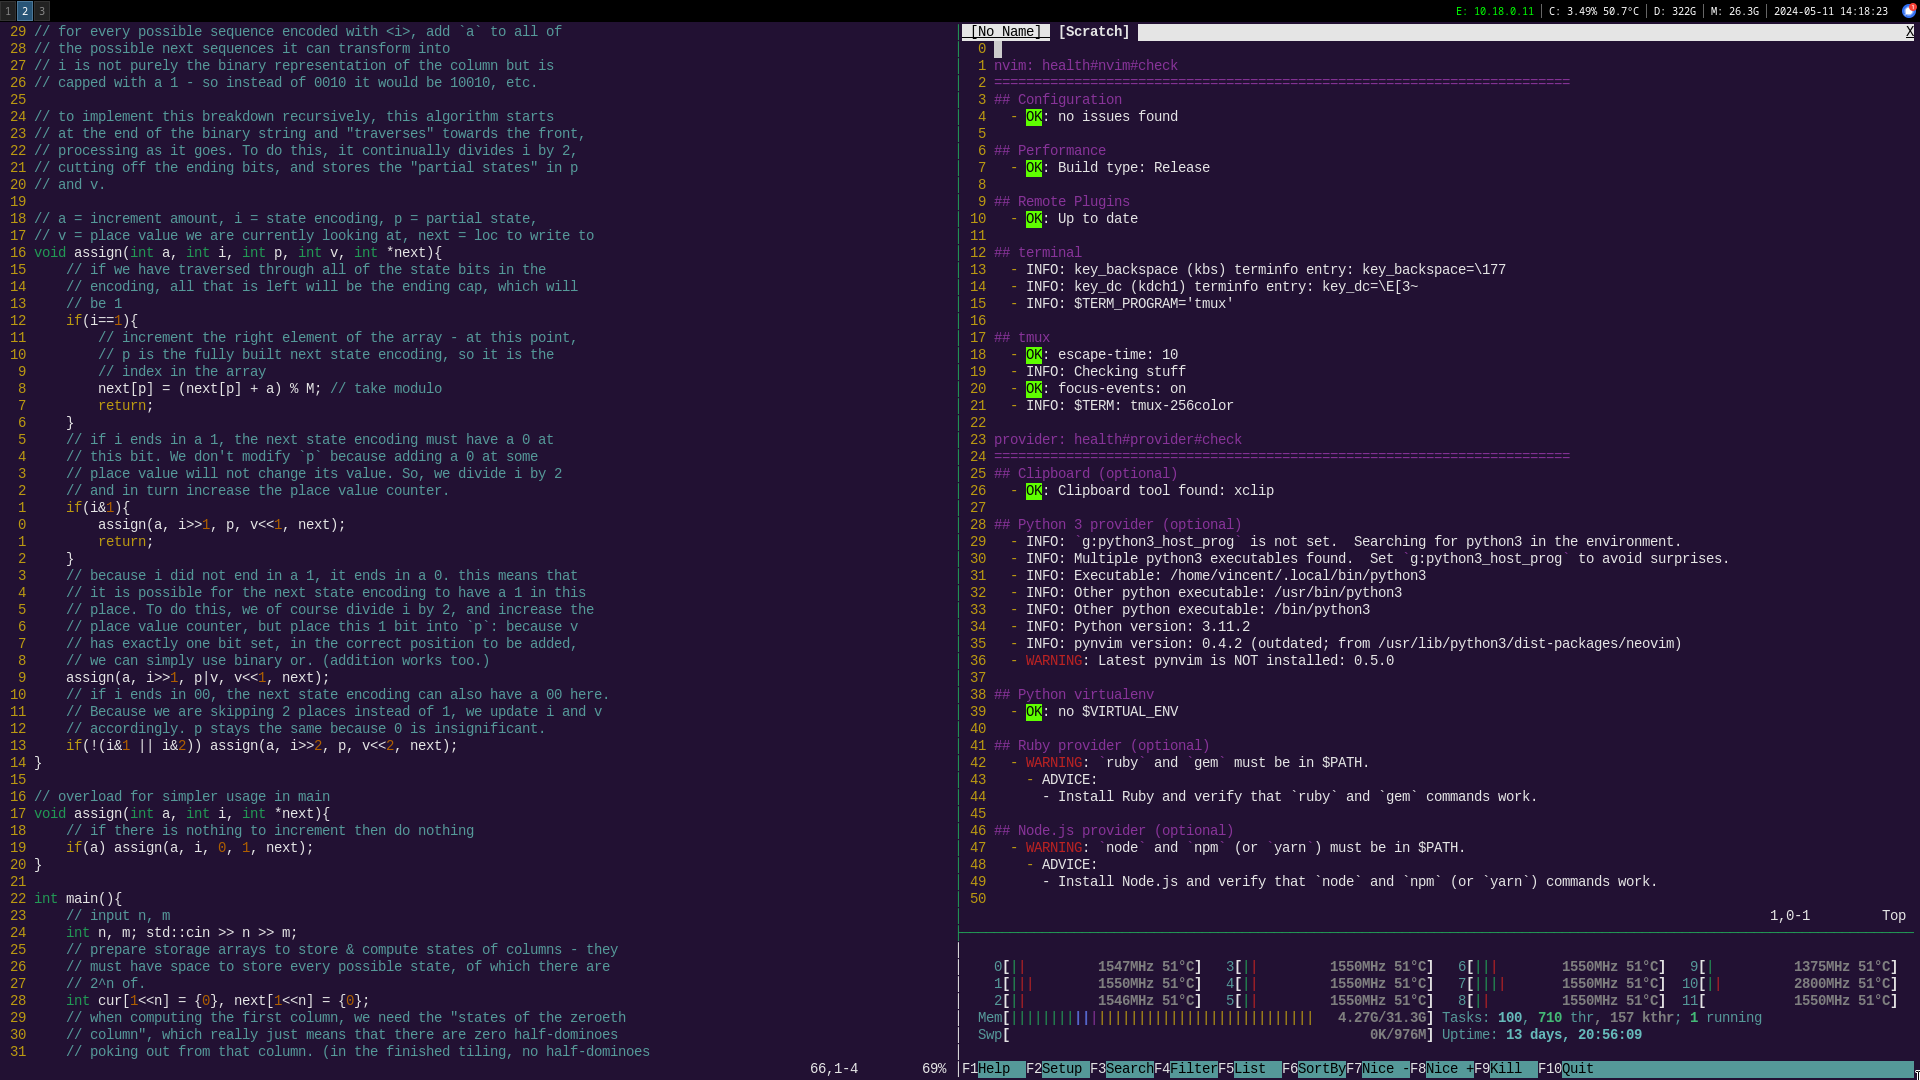 1 2 3
E: 10.18.0.11 | C: 3.49% 50.7°C | D: 322G | M: 26.3G | 2024-05-11 14:18:23
29 // for every possible sequence encoded with <i>, add `a` to all of
28 // the possible next sequences it can transform into
27 // i is not purely the binary representation of the column but is
26 // capped with a 1 - so instead of 0010 it would be 10010, etc.
25
24 // to implement this breakdown recursively, this algorithm starts
23 // at the end of the binary string and "traverses" towards the front,
22 // processing as it goes. To do this, it continually divides i by 2,
21 // cutting off the ending bits, and stores the "partial states" in p
20 // and v.
19
18 // a = increment amount, i = state encoding, p = partial state,
17 // v = place value we are currently looking at, next = loc to write to
16 void assign(int a, int i, int p, int v, int *next){
15     // if we have traversed through all of the state bits in the
14     // encoding, all that is left will be the ending cap, which will
13     // be 1
12     if(i==1){
11         // increment the right element of the array - at this point,
10         // p is the fully built next state encoding, so it is the
9         // index in the array
8         next[p] = (next[p] + a) % M; // take modulo
7         return;
6     }
5     // if i ends in a 1, the next state encoding must have a 0 at
4     // this bit. We don't modify `p` because adding a 0 at some
3     // place value will not change its value. So, we divide i by 2
2     // and in turn increase the place value counter.
1     if(i&1){
0         assign(a, i>>1, p, v<<1, next);
1         return;
2     }
3     // because i did not end in a 1, it ends in a 0. this means that
4     // it is possible for the next state encoding to have a 1 in this
5     // place. To do this, we of course divide i by 2, and increase the
6     // place value counter, but place this 1 bit into `p`: because v
7     // has exactly one bit set, in the correct position to be added,
8     // we can simply use binary or. (addition works too.)
9     assign(a, i>>1, p|v, v<<1, next);
10     // if i ends in 00, the next state encoding can also have a 00 here.
11     // Because we are skipping 2 places instead of 1, we update i and v
12     // accordingly. p stays the same because 0 is insignificant.
13     if(!(i&1 || i&2)) assign(a, i>>2, p, v<<2, next);
14 }
15
16 // overload for simpler usage in main
17 void assign(int a, int i, int *next){
18     // if there is nothing to increment then do nothing
19     if(a) assign(a, i, 0, 1, next);
20 }
21
22 int main(){
23     // input n, m
24     int n, m; std::cin >> n >> m;
25     // prepare storage arrays to store & compute states of columns - they
26     // must have space to store every possible state, of which there are
27     // 2^n of.
28     int cur[1<<n] = {0}, next[1<<n] = {0};
29     // when computing the first column, we need the "states of the zeroeth
30     // column", which really just means that there are zero half-dominoes
31     // poking out from that column. (in the finished tiling, no half-dominoes
66,1-4 69%
[No Name] [Scratch] X
0
1 nvim: health#nvim#check
2 ========================================================================
3 ## Configuration
4   - OK: no issues found
5
6 ## Performance
7   - OK: Build type: Release
8
9 ## Remote Plugins
10   - OK: Up to date
11
12 ## terminal
13   - INFO: key_backspace (kbs) terminfo entry: key_backspace=\177
14   - INFO: key_dc (kdch1) terminfo entry: key_dc=\E[3~
15   - INFO: $TERM_PROGRAM='tmux'
16
17 ## tmux
18   - OK: escape-time: 10
19   - INFO: Checking stuff
20   - OK: focus-events: on
21   - INFO: $TERM: tmux-256color
22
23 provider: health#provider#check
24 ========================================================================
25 ## Clipboard (optional)
26   - OK: Clipboard tool found: xclip
27
28 ## Python 3 provider (optional)
29   - INFO: `g:python3_host_prog` is not set.  Searching for python3 in the environment.
30   - INFO: Multiple python3 executables found.  Set `g:python3_host_prog` to avoid surprises.
31   - INFO: Executable: /home/vincent/.local/bin/python3
32   - INFO: Other python executable: /usr/bin/python3
33   - INFO: Other python executable: /bin/python3
34   - INFO: Python version: 3.11.2
35   - INFO: pynvim version: 0.4.2 (outdated; from /usr/lib/python3/dist-packages/neovim)
36   - WARNING: Latest pynvim is NOT installed: 0.5.0
37
38 ## Python virtualenv
39   - OK: no $VIRTUAL_ENV
40
41 ## Ruby provider (optional)
42   - WARNING: `ruby` and `gem` must be in $PATH.
43     - ADVICE:
44       - Install Ruby and verify that `ruby` and `gem` commands work.
45
46 ## Node.js provider (optional)
47   - WARNING: `node` and `npm` (or `yarn`) must be in $PATH.
48     - ADVICE:
49       - Install Node.js and verify that `node` and `npm` (or `yarn`) commands work.
50
1,0-1 Top
0[|| 1547MHz 51°C] 3[|| 1550MHz 51°C] 6[||| 1550MHz 51°C] 9[| 1375MHz 51°C]
1[||| 1550MHz 51°C] 4[|| 1550MHz 51°C] 7[|||| 1550MHz 51°C] 10[|| 2800MHz 51°C]
2[|| 1546MHz 51°C] 5[|| 1550MHz 51°C] 8[|| 1550MHz 51°C] 11[ 1550MHz 51°C]
Mem[|||||||||||||||||||||||||||||||||||||| 4.27G/31.3G] Tasks: 100, 710 thr, 157 kthr; 1 running
Swp[ 0K/976M] Uptime: 13 days, 20:56:09
F1Help F2Setup F3SearchF4FilterF5List F6SortByF7Nice -F8Nice +F9Kill F10Quit